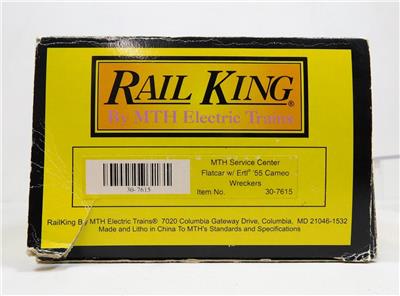 RAIL KING®
By MTH Electric Trains
MTH Service Center
Flatcar w/ Ertl® '55 Cameo
Wreckers
30-7615
Item No. 30-7615
RailKing By MTH Electric Trains® 7020 Columbia Gateway Drive, Columbia, MD 21046-1532
Made and Litho in China To MTH's Standards and Specifications